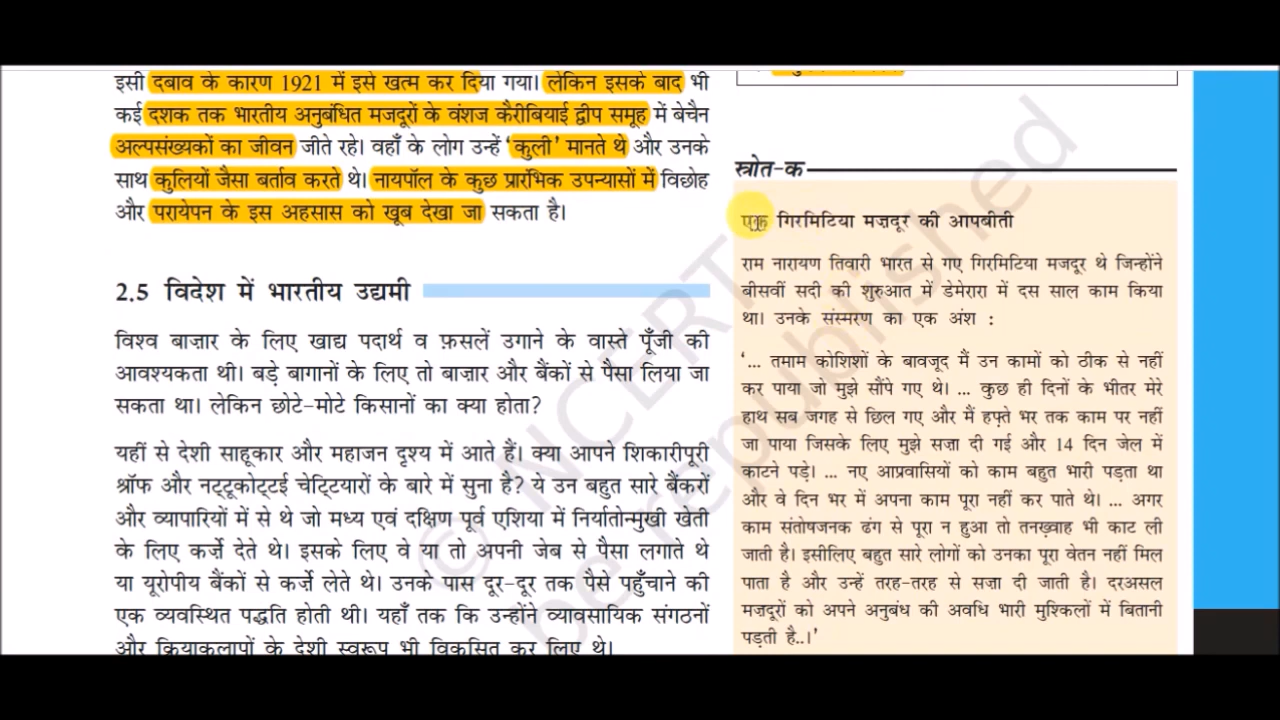 इसी दबाव के कारण 1921 में इसे खत्म कर दिया गया। लेकिन इसके बाद भी
कई दशक तक भारतीय अनुबंधित मजदूरों के वंशज कैरीबियाई द्वीप समूह में बेचैन
अल्पसंख्यकों का जीवन जीते रहे। वहाँ के लोग उन्हें ‘कुली’ मानते थे और उनके
साथ कुलियों जैसा बर्ताव करते थे। नायपॉल के कुछ प्रारंभिक उपन्यासों में विछोह
और परायेपन के इस अहसास को खूब देखा जा सकता है।
2.5 विदेश में भारतीय उद्यमी
विश्व बाज़ार के लिए खाद्य पदार्थ व फ़सलें उगाने के वास्ते पूँजी की
आवश्यकता थी। बड़े बागानों के लिए तो बाज़ार और बैंकों से पैसा लिया जा
सकता था। लेकिन छोटे-मोटे किसानों का क्या होता?
यहीं से देशी साहूकार और महाजन दृश्य में आते हैं। क्या आपने शिकारीपूरी
श्रॉफ और नट्टूकोट्टई चेट्टियारों के बारे में सुना है? ये उन बहुत सारे बैंकरों
और व्यापारियों में से थे जो मध्य एवं दक्षिण पूर्व एशिया में निर्यातोन्मुखी खेती
के लिए कर्ज़े देते थे। इसके लिए वे या तो अपनी जेब से पैसा लगाते थे
या यूरोपीय बैंकों से कर्ज़े लेते थे। उनके पास दूर-दूर तक पैसे पहुँचाने की
एक व्यवस्थित पद्धति होती थी। यहाँ तक कि उन्होंने व्यावसायिक संगठनों
और क्रियाकलापों के देशी स्वरूप भी विकसित कर लिए थे।
स्त्रोत-क
एक गिरमिटिया मज़दूर की आपबीती
राम नारायण तिवारी भारत से गए गिरमिटिया मजदूर थे जिन्होंने
बीसवीं सदी की शुरुआत में डेमेरारा में दस साल काम किया
था। उनके संस्मरण का एक अंश :
‘... तमाम कोशिशों के बावजूद मैं उन कामों को ठीक से नहीं
कर पाया जो मुझे सौंपे गए थे। ... कुछ ही दिनों के भीतर मेरे
हाथ सब जगह से छिल गए और मैं हफ़्ते भर तक काम पर नहीं
जा पाया जिसके लिए मुझे सज़ा दी गई और 14 दिन जेल में
काटने पड़े। ... नए आप्रवासियों को काम बहुत भारी पड़ता था
और वे दिन भर में अपना काम पूरा नहीं कर पाते थे। ... अगर
काम संतोषजनक ढंग से पूरा न हुआ तो तनख़्वाह भी काट ली
जाती है। इसीलिए बहुत सारे लोगों को उनका पूरा वेतन नहीं मिल
पाता है और उन्हें तरह-तरह से सज़ा दी जाती है। दरअसल
मज़दूरों को अपने अनुबंध की अवधि भारी मुश्किलों में बितानी
पड़ती है..।’
© NCERT
be republished